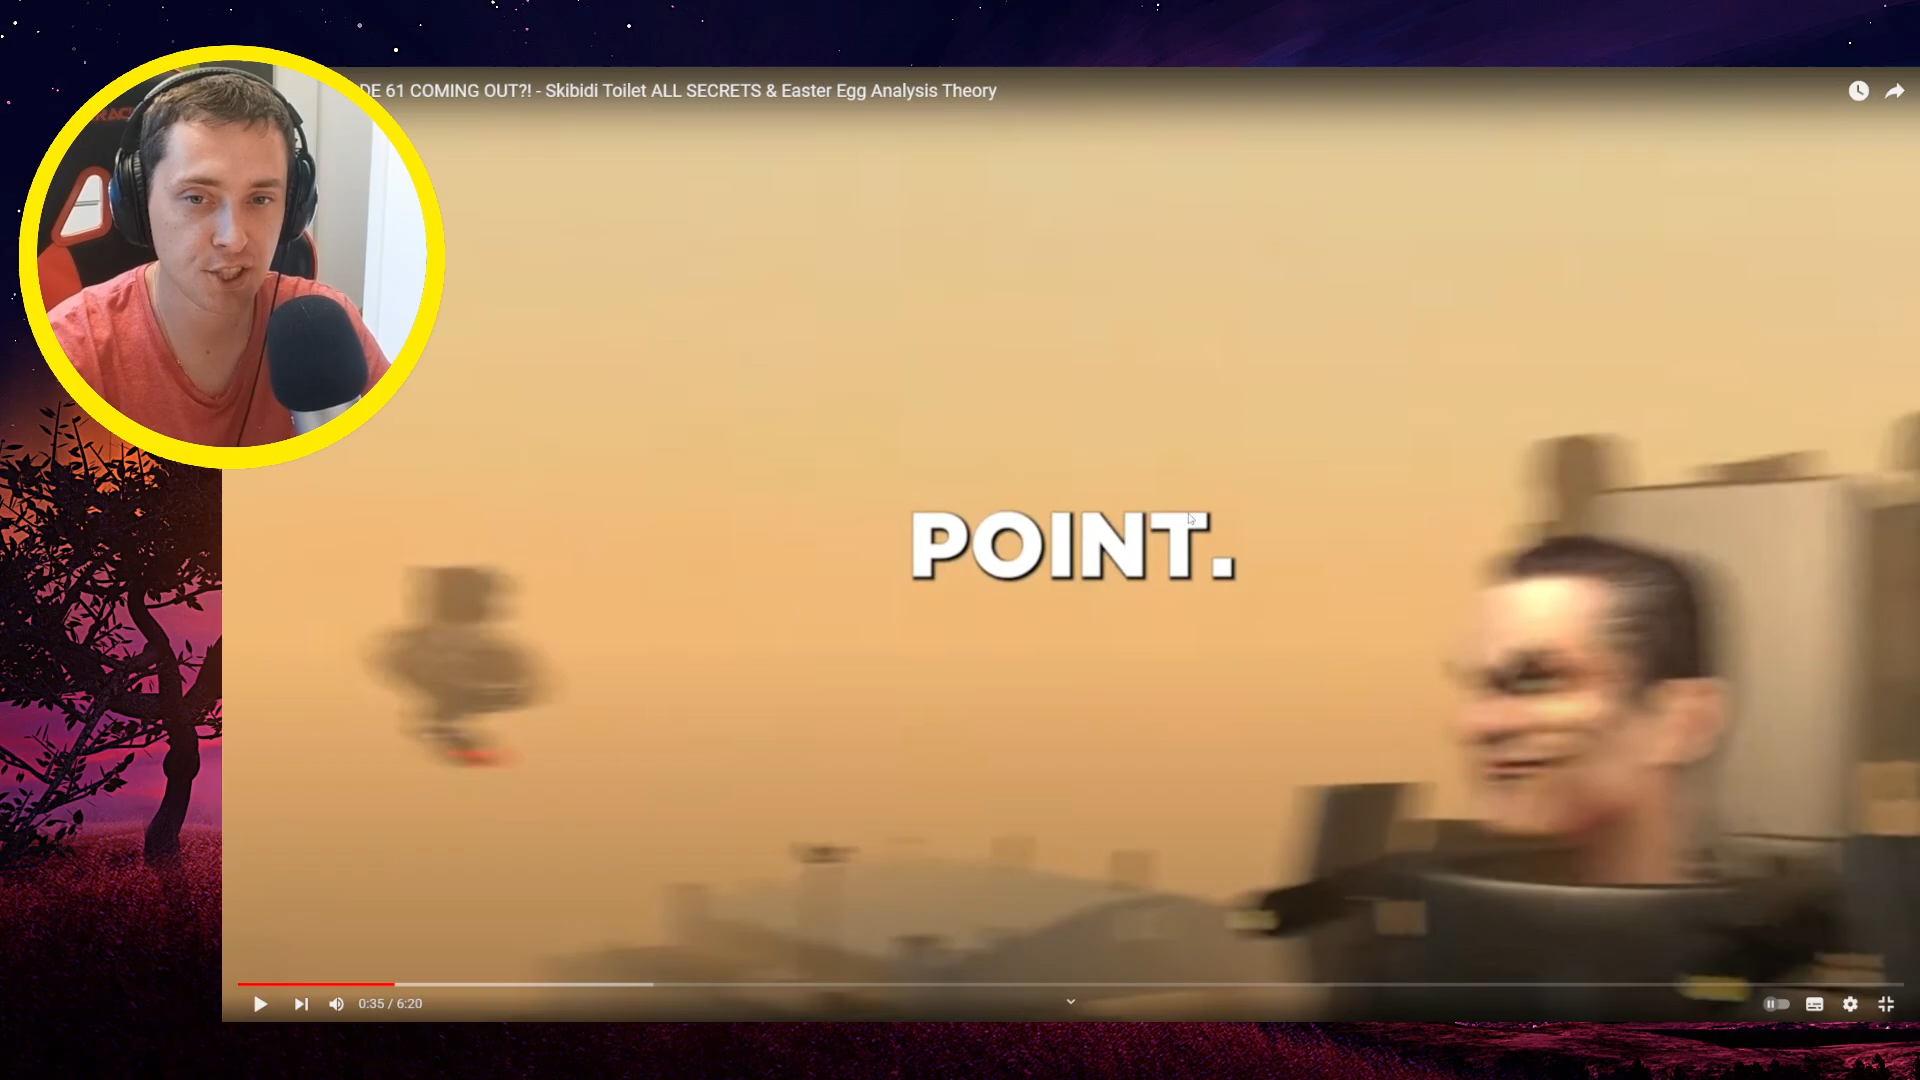 DE 61 COMING OUT?! - Skibidi Toilet ALL SECRETS & Easter Egg Analysis Theory
POINT.
0:35 / 6:20